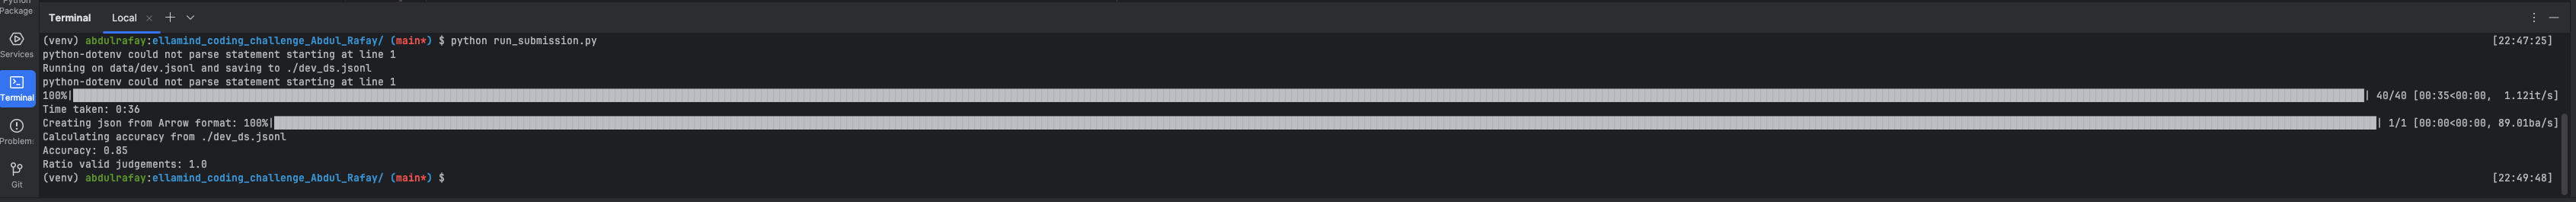 Python
Package
Terminal Local × + ⌄ ⋮ —
Services
Terminal
Problem
Git
(venv) abdulrafay:ellamind_coding_challenge_Abdul_Rafay/ (main*) $ python run_submission.py [22:47:25]
python-dotenv could not parse statement starting at line 1
Running on data/dev.jsonl and saving to ./dev_ds.jsonl
python-dotenv could not parse statement starting at line 1
100%| | 40/40 [00:35<00:00, 1.12it/s]
Time taken: 0:36
Creating json from Arrow format: 100%| | 1/1 [00:00<00:00, 89.01ba/s]
Calculating accuracy from ./dev_ds.jsonl
Accuracy: 0.85
Ratio valid judgements: 1.0
(venv) abdulrafay:ellamind_coding_challenge_Abdul_Rafay/ (main*) $ [22:49:48]